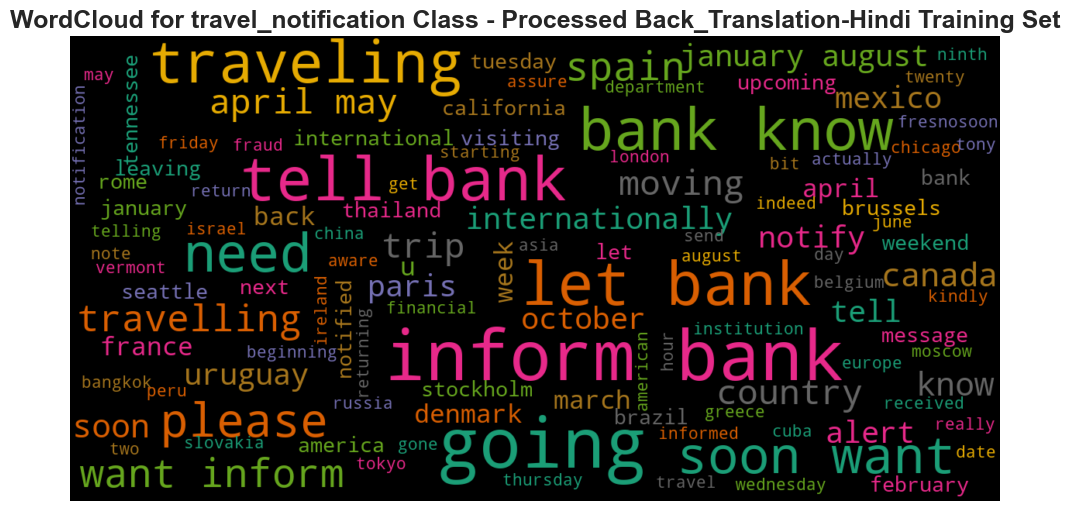 WordCloud for travel_notification Class - Processed Back_Translation-Hindi Training Set
traveling
tuesday
spain
january august
ninth
may
assure
department
upcoming
twenty
tennessee
april may
california
mexico
notification
bank know
fresnosoon
friday
fraud
international
visiting
starting
london
bit
actually
chicago
tony
leaving
tell bank
moving
bank
rome
return
get
april
january
back
thailand
internationally
indeed
brussels
telling
israel
china
let
send
notify
june
weekend
note
need
aware
trip
week
asia
august
day
vermont
u
let bank
belgium
canada
seattle
next
paris
kindly
ireland
notified
financial
tell
travelling
october
institution
message
france
beginning
returning
inform bank
american
hour
europe
moscow
bangkok
peru
uruguay
stockholm
country
know
russia
march
received
soon
please
denmark
brazil
greece
slovakia
america
gone
going
informed
cuba
alert
really
two
tokyo
soon want
date
want inform
thursday
travel
wednesday
february